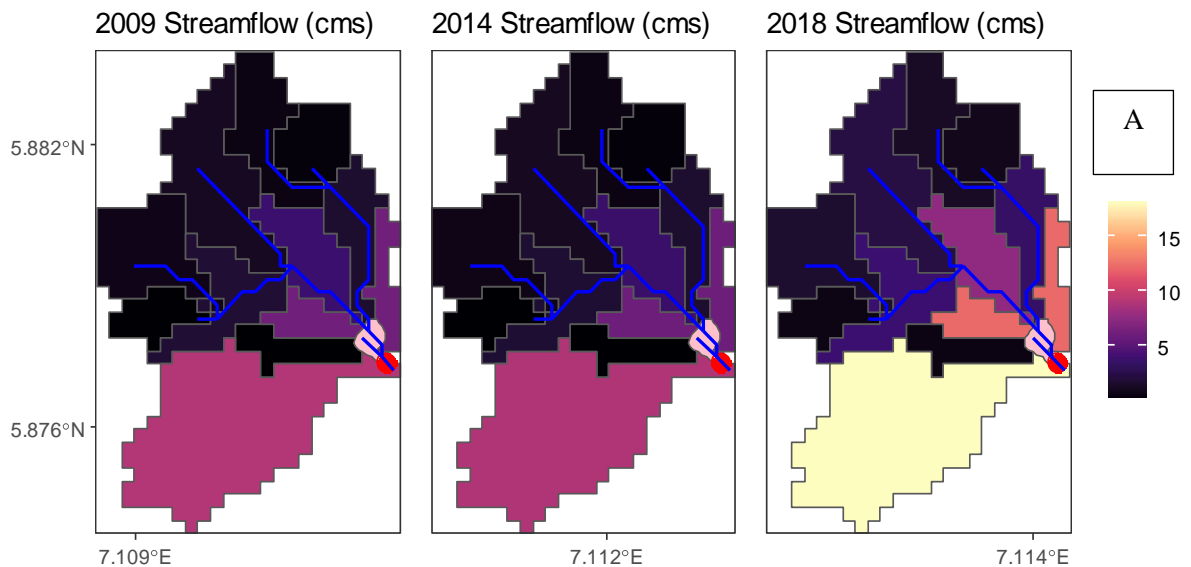 2009 Streamflow (cms) 2014 Streamflow (cms) 2018 Streamflow (cms)
A
5.882°N
15
10
5
5.876°N
7.109°E 7.112°E 7.114°E